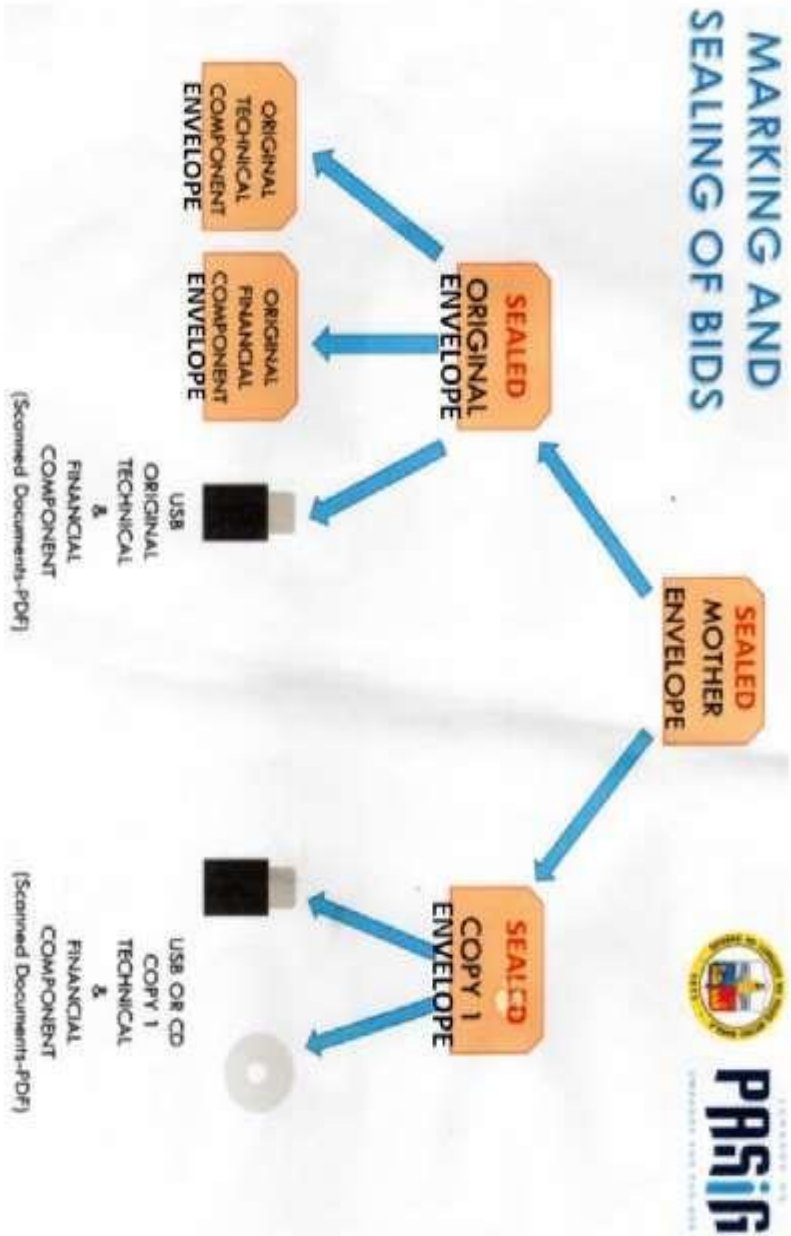 MARKING AND
SEALING OF BIDS
PASIG
SEALED
MOTHER
ENVELOPE
SEALED
ORIGINAL
ENVELOPE
SEALCD
COPY 1
ENVELOPE
ORIGINAL
TECHNICAL
COMPONENT
ENVELOPE
ORIGINAL
FINANCIAL
COMPONENT
ENVELOPE
USB
ORIGINAL
TECHNICAL
&
FINANCIAL
COMPONENT
(Scanned Documents-PDF)
USB OR CD
COPY 1
TECHNICAL
&
FINANCIAL
COMPONENT
(Scanned Documents-PDF)